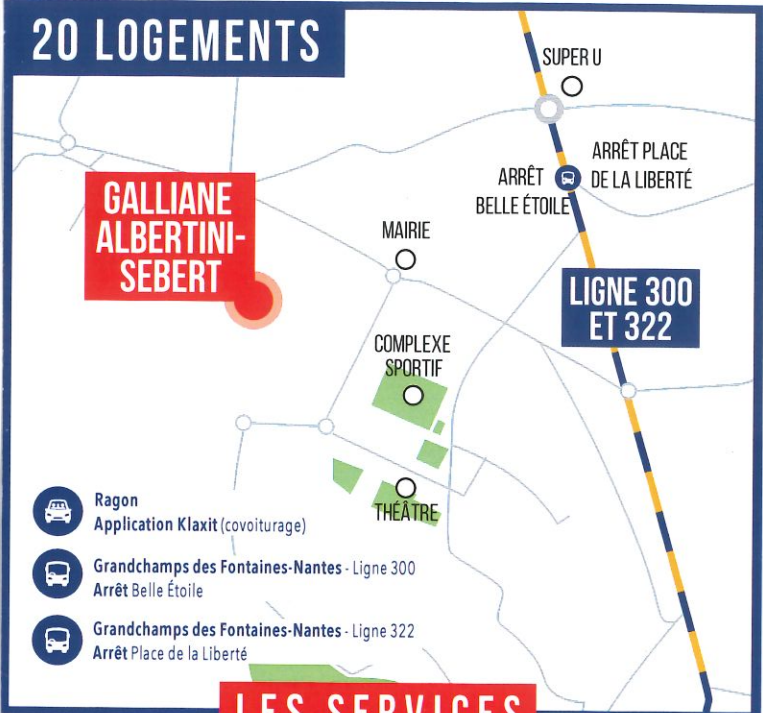 20 LOGEMENTS
SUPER U
ARRÊT PLACE
DE LA LIBERTÉ
ARRÊT
BELLE ÉTOILE
GALLIANE
ALBERTINI-
SEBERT
MAIRIE
LIGNE 300
ET 322
COMPLEXE
SPORTIF
THÉÂTRE
Ragon
Application Klaxit (covoiturage)
Grandchamps des Fontaines-Nantes - Ligne 300
Arrêt Belle Étoile
Grandchamps des Fontaines-Nantes - Ligne 322
Arrêt Place de la Liberté
LES SERVICES